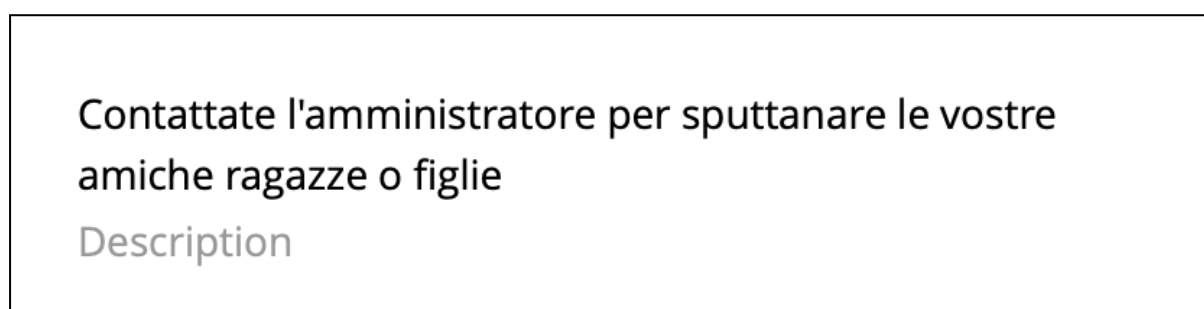 Contattate l'amministratore per sputtanare le vostre
amiche ragazze o figlie
Description